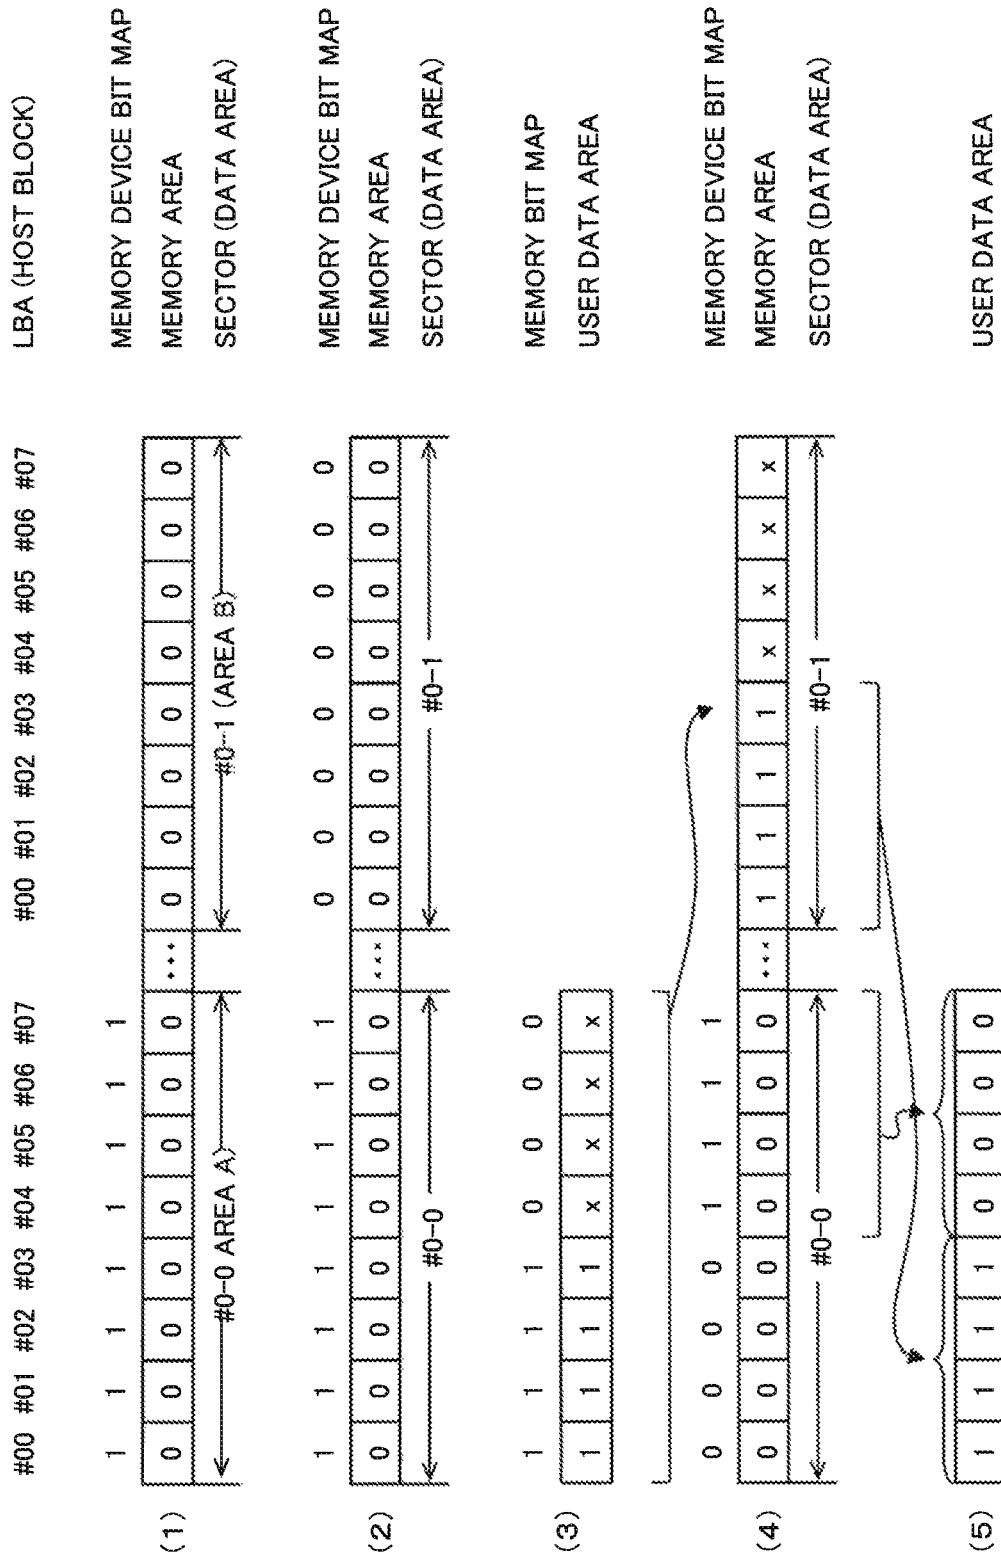 #00 #01 #02 #03 #04 #05 #06 #07 #00 #01 #02 #03 #04 #05 #06 #07 LBA (HOST BLOCK)
1 1 1 1 1 1 1 1 MEMORY DEVICE BIT MAP
(1) 0 0 0 0 0 0 0 0 ••• 0 0 0 0 0 0 0 0 MEMORY AREA
#0-0 AREA A) #0-1 (AREA B) SECTOR (DATA AREA)
1 1 1 1 1 1 1 1 0 0 0 0 0 0 0 0 MEMORY DEVICE BIT MAP
(2) 0 0 0 0 0 0 0 0 ••• 0 0 0 0 0 0 0 0 MEMORY AREA
#0-0 #0-1 SECTOR (DATA AREA)
1 1 1 1 0 0 0 0 MEMORY BIT MAP
(3) 1 1 1 1 x x x x USER DATA AREA
0 0 0 0 1 1 1 1 MEMORY DEVICE BIT MAP
(4) 0 0 0 0 0 0 0 0 ••• 1 1 1 1 x x x x MEMORY AREA
#0-0 #0-1 SECTOR (DATA AREA)
(5) 1 1 1 1 0 0 0 0 USER DATA AREA